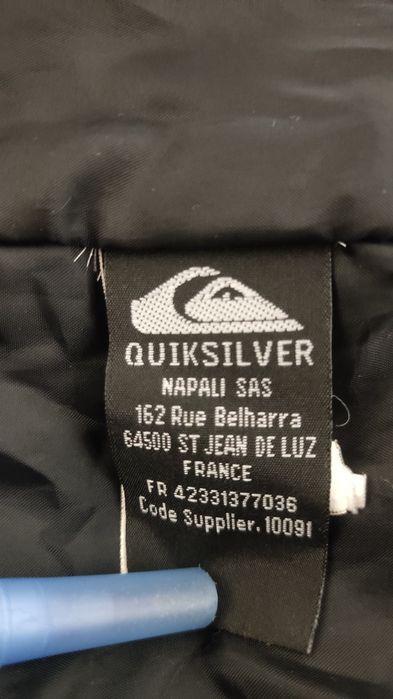 QUIKSILVER
NAPALI SAS
162 Rue Belharra
64500 ST JEAN DE LUZ
FRANCE
FR 42331377036
Code Supplier. 10091